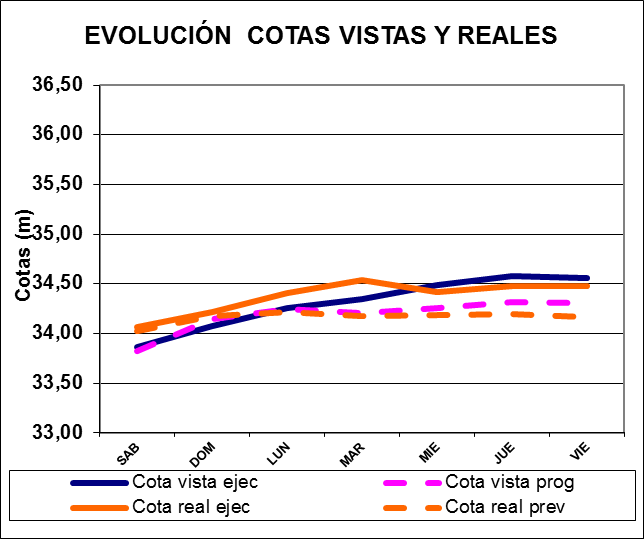 EVOLUCIÓN  COTAS VISTAS Y REALES
Cotas (m)
36,50
36,00
35,50
35,00
34,50
34,00
33,50
33,00
SAB DOM LUN MAR MIE JUE VIE
Cota vista ejec Cota vista prog
Cota real ejec Cota real prev